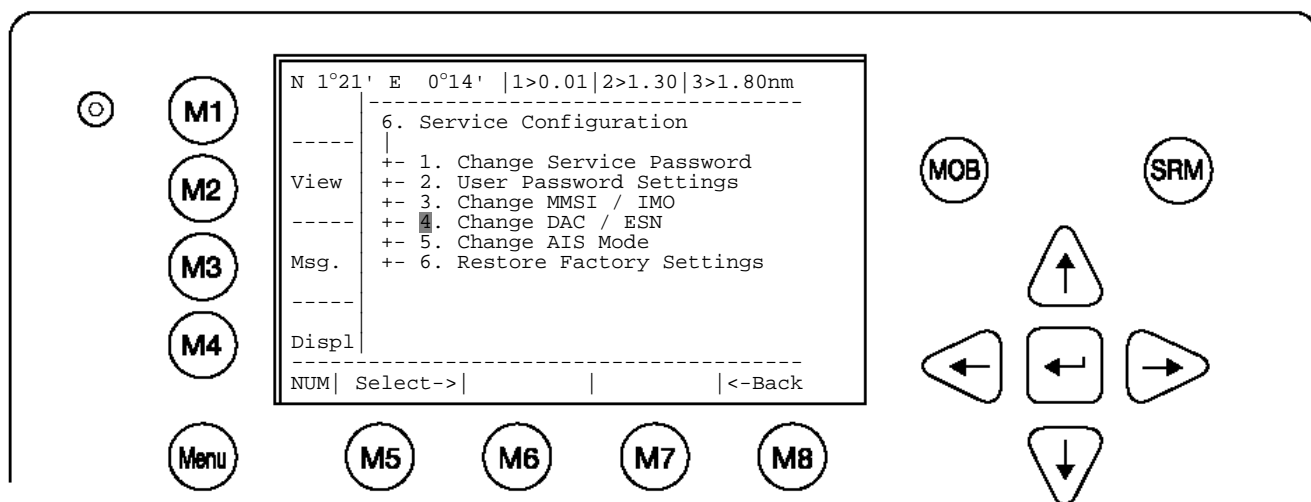 N 1°21' E 0°14' |1>0.01|2>1.30|3>1.80nm
6. Service Configuration
+- 1. Change Service Password
+- 2. User Password Settings
+- 3. Change MMSI / IMO
+- 4. Change DAC / ESN
+- 5. Change AIS Mode
+- 6. Restore Factory Settings
View
Msg.
Displ
NUM| Select->| | |<-Back
M1
M2
M3
M4
Menu
M5
M6
M7
M8
MOB
SRM